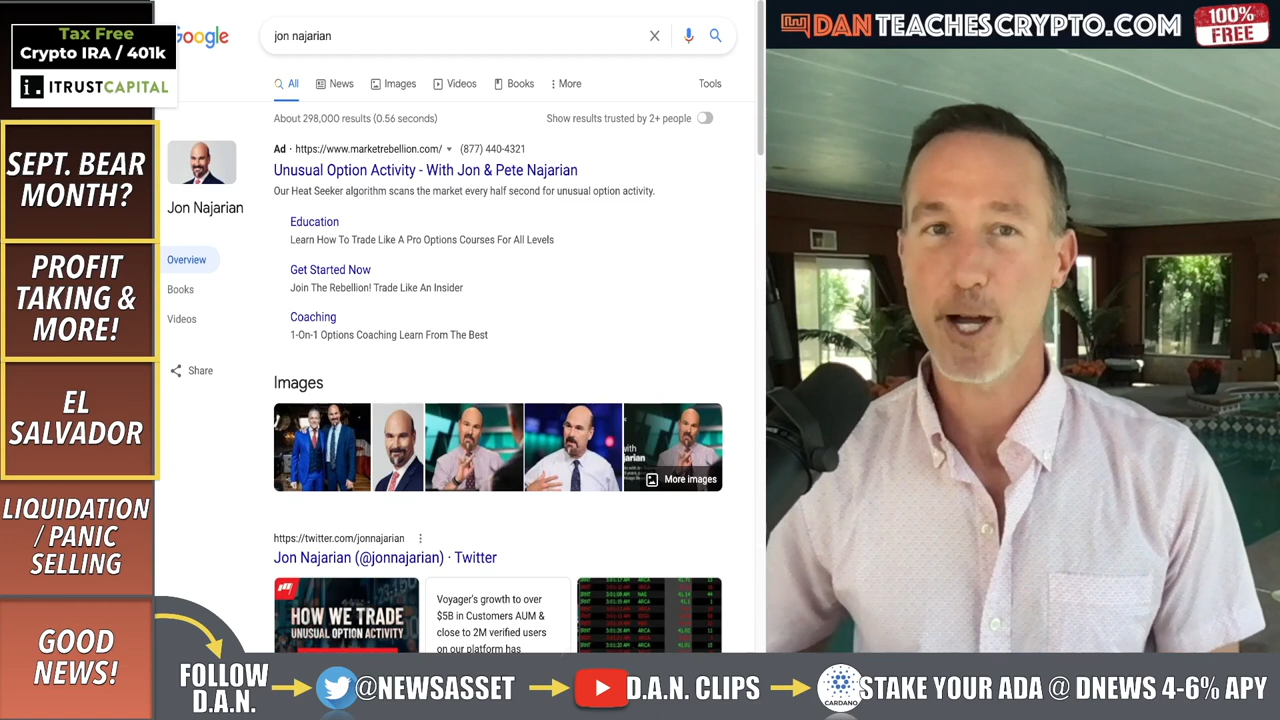 Tax Free
Crypto IRA / 401k
ITRUSTCAPITAL
SEPT. BEAR
MONTH?
PROFIT
TAKING &
MORE!
EL
SALVADOR
LIQUIDATION
/ PANIC
SELLING
GOOD
NEWS!
Google
jon najarian
All
News
Images
Videos
Books
More
Tools
About 298,000 results (0.56 seconds)
Show results trusted by 2+ people
Jon Najarian
Overview
Books
Videos
Share
Ad · https://www.marketrebellion.com/ (877) 440-4321
Unusual Option Activity - With Jon & Pete Najarian
Our Heat Seeker algorithm scans the market every half second for unusual option activity.
Education
Learn How To Trade Like A Pro Options Courses For All Levels
Get Started Now
Join The Rebellion! Trade Like An Insider
Coaching
1-On-1 Options Coaching Learn From The Best
Images
More images
https://twitter.com/jonnajarian
Jon Najarian (@jonnajarian) · Twitter
HOW WE TRADE
UNUSUAL OPTION ACTIVITY
Voyager's growth to over
$5B in Customers AUM &
close to 2M verified users
on our platform has
DANTEACHESCRYPTO.COM
100%
FREE
FOLLOW
D.A.N.
@NEWSASSET
D.A.N. CLIPS
CARDANO
STAKE YOUR ADA @ DNEWS 4-6% APY